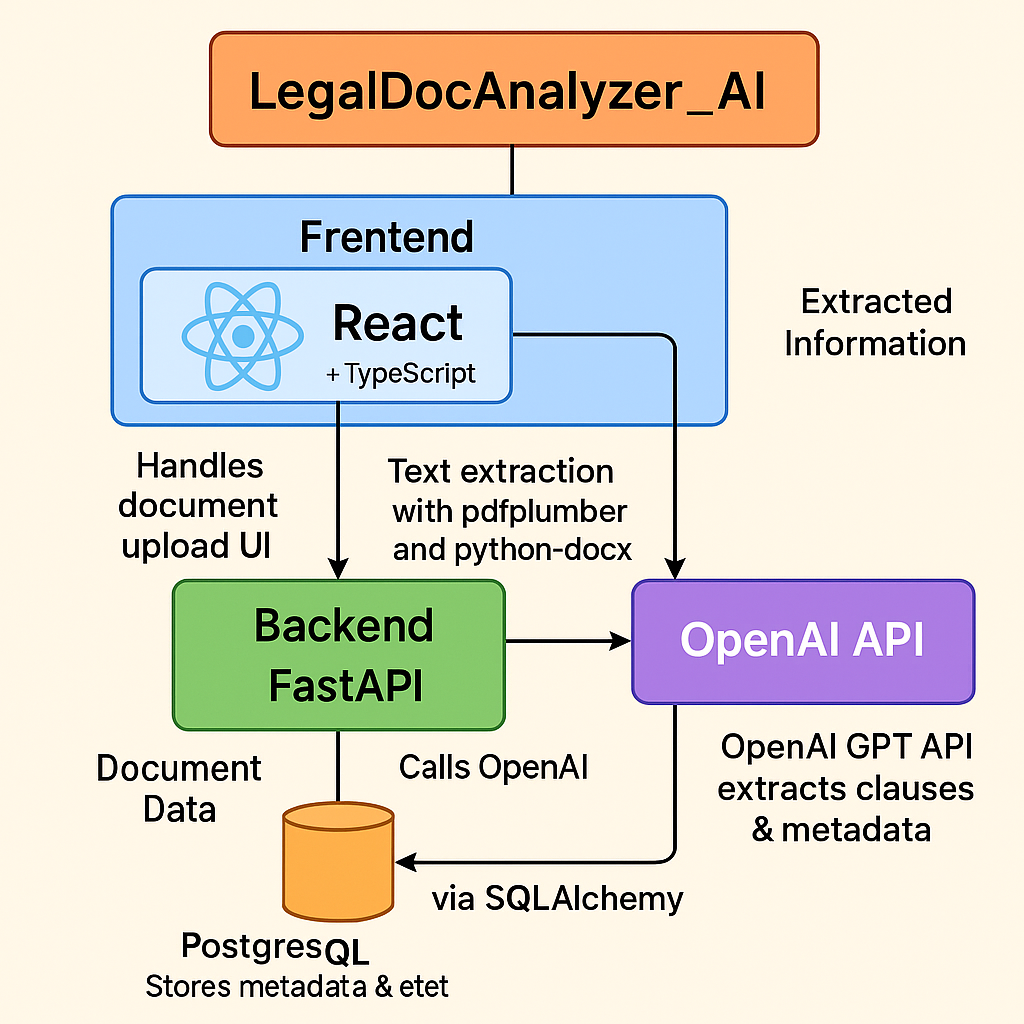 LegalDocAnalyzer_AI
Frentend
React
+ TypeScript
Extracted
Information
Handles
document
upload UI
Text extraction
with pdfplumber
and python-docx
Backend
FastAPI
OpenAI API
Document
Data
Calls OpenAI
OpenAI GPT API
extracts clauses
& metadata
via SQLAlchemy
PostgresQL
Stores metadata & etet